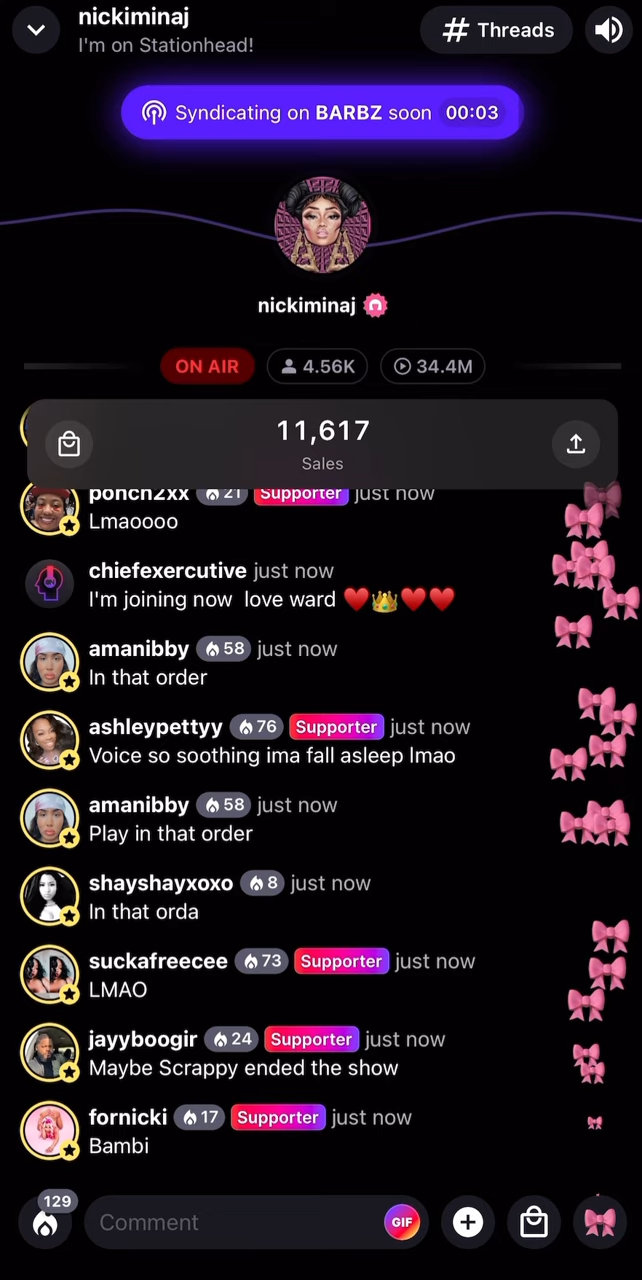 nickiminaj
I'm on Stationhead!
# Threads
Syndicating on BARBZ soon 00:03
nickiminaj
ON AIR 4.56K 34.4M
11,617
Sales
ponch2xx 21 Supporter just now
Lmaoooo
chiefexercutive just now
I'm joining now love ward ❤️👑❤️❤️
amanibby 58 just now
In that order
ashleypettyy 76 Supporter just now
Voice so soothing ima fall asleep lmao
amanibby 58 just now
Play in that order
shayshayxoxo 8 just now
In that orda
suckafreecee 73 Supporter just now
LMAO
jayyboogir 24 Supporter just now
Maybe Scrappy ended the show
fornicki 17 Supporter just now
Bambi
129
Comment GIF